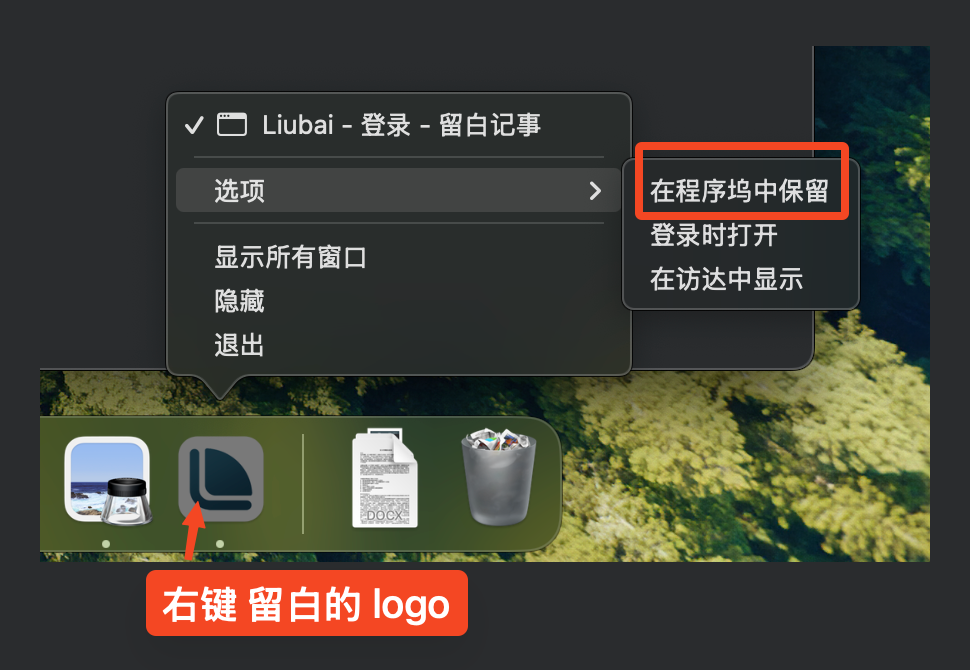 Liubai - 登录 - 留白记事
选项
在程序坞中保留
登录时打开
在访达中显示
显示所有窗口
隐藏
退出
DOCX
右键 留白的 logo